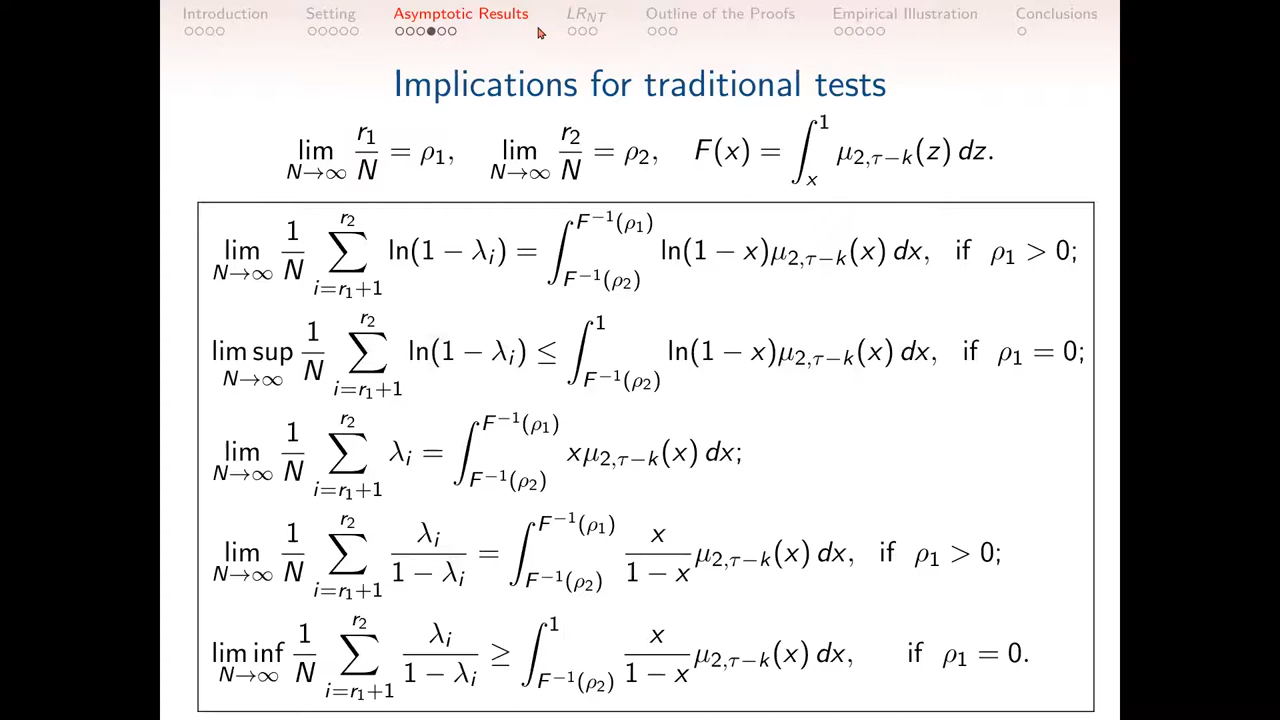 Introduction Setting Asymptotic Results LR_{NT} Outline of the Proofs Empirical Illustration Conclusions
Implications for traditional tests
lim_{N→∞} r_1/N = ρ_1, lim_{N→∞} r_2/N = ρ_2, F(x) = ∫_x^1 μ_{2,τ−k}(z) dz.
lim_{N→∞} 1/N ∑_{i=r_1+1}^{r_2} ln(1 − λ_i) = ∫_{F^{−1}(ρ_2)}^{F^{−1}(ρ_1)} ln(1 − x)μ_{2,τ−k}(x) dx, if ρ_1 > 0;
lim sup_{N→∞} 1/N ∑_{i=r_1+1}^{r_2} ln(1 − λ_i) ≤ ∫_{F^{−1}(ρ_2)}^1 ln(1 − x)μ_{2,τ−k}(x) dx, if ρ_1 = 0;
lim_{N→∞} 1/N ∑_{i=r_1+1}^{r_2} λ_i = ∫_{F^{−1}(ρ_2)}^{F^{−1}(ρ_1)} xμ_{2,τ−k}(x) dx;
lim_{N→∞} 1/N ∑_{i=r_1+1}^{r_2} λ_i/(1 − λ_i) = ∫_{F^{−1}(ρ_2)}^{F^{−1}(ρ_1)} x/(1 − x) μ_{2,τ−k}(x) dx, if ρ_1 > 0;
lim inf_{N→∞} 1/N ∑_{i=r_1+1}^{r_2} λ_i/(1 − λ_i) ≥ ∫_{F^{−1}(ρ_2)}^1 x/(1 − x) μ_{2,τ−k}(x) dx, if ρ_1 = 0.